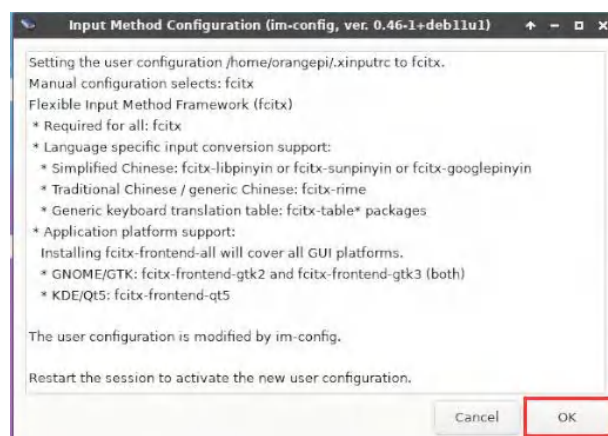 Input Method Configuration (im-config, ver. 0.46-1+deb11u1)
Setting the user configuration /home/orangepi/.xinputrc to fcitx.
Manual configuration selects: fcitx
Flexible Input Method Framework (fcitx)
* Required for all: fcitx
* Language specific input conversion support:
* Simplified Chinese: fcitx-libpinyin or fcitx-sunpinyin or fcitx-googlepinyin
* Traditional Chinese / generic Chinese: fcitx-rime
* Generic keyboard translation table: fcitx-table* packages
* Application platform support:
Installing fcitx-frontend-all will cover all GUI platforms.
* GNOME/GTK: fcitx-frontend-gtk2 and fcitx-frontend-gtk3 (both)
* KDE/Qt5: fcitx-frontend-qt5
The user configuration is modified by im-config.
Restart the session to activate the new user configuration.
Cancel OK